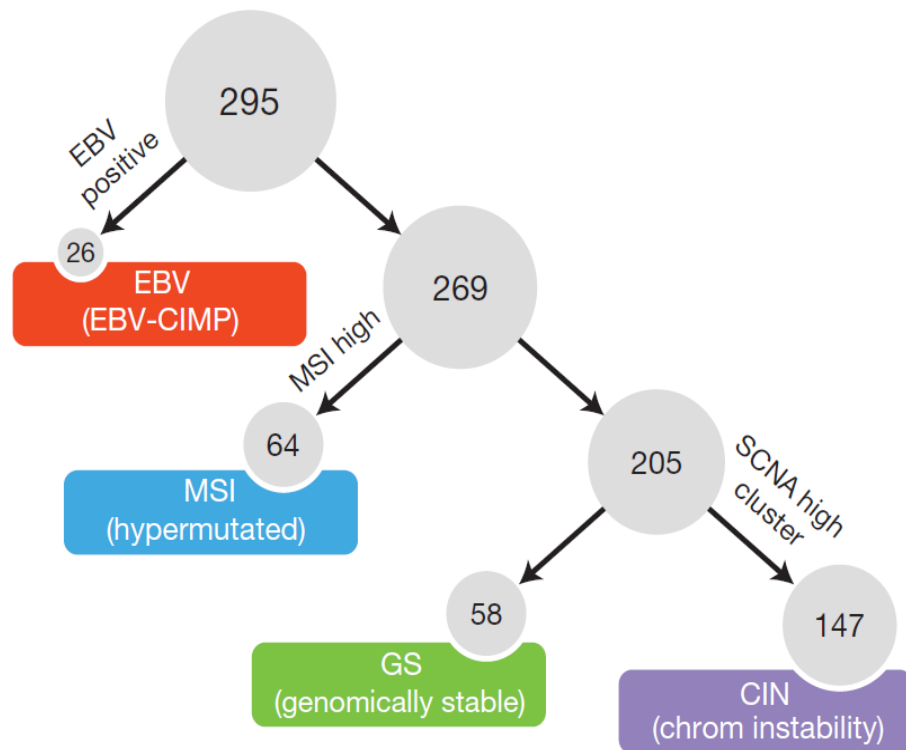 295
EBV
positive
26
EBV
(EBV-CIMP)
269
MSI high
64
MSI
(hypermutated)
205
SCNA high
cluster
58
GS
(genomically stable)
147
CIN
(chrom instability)